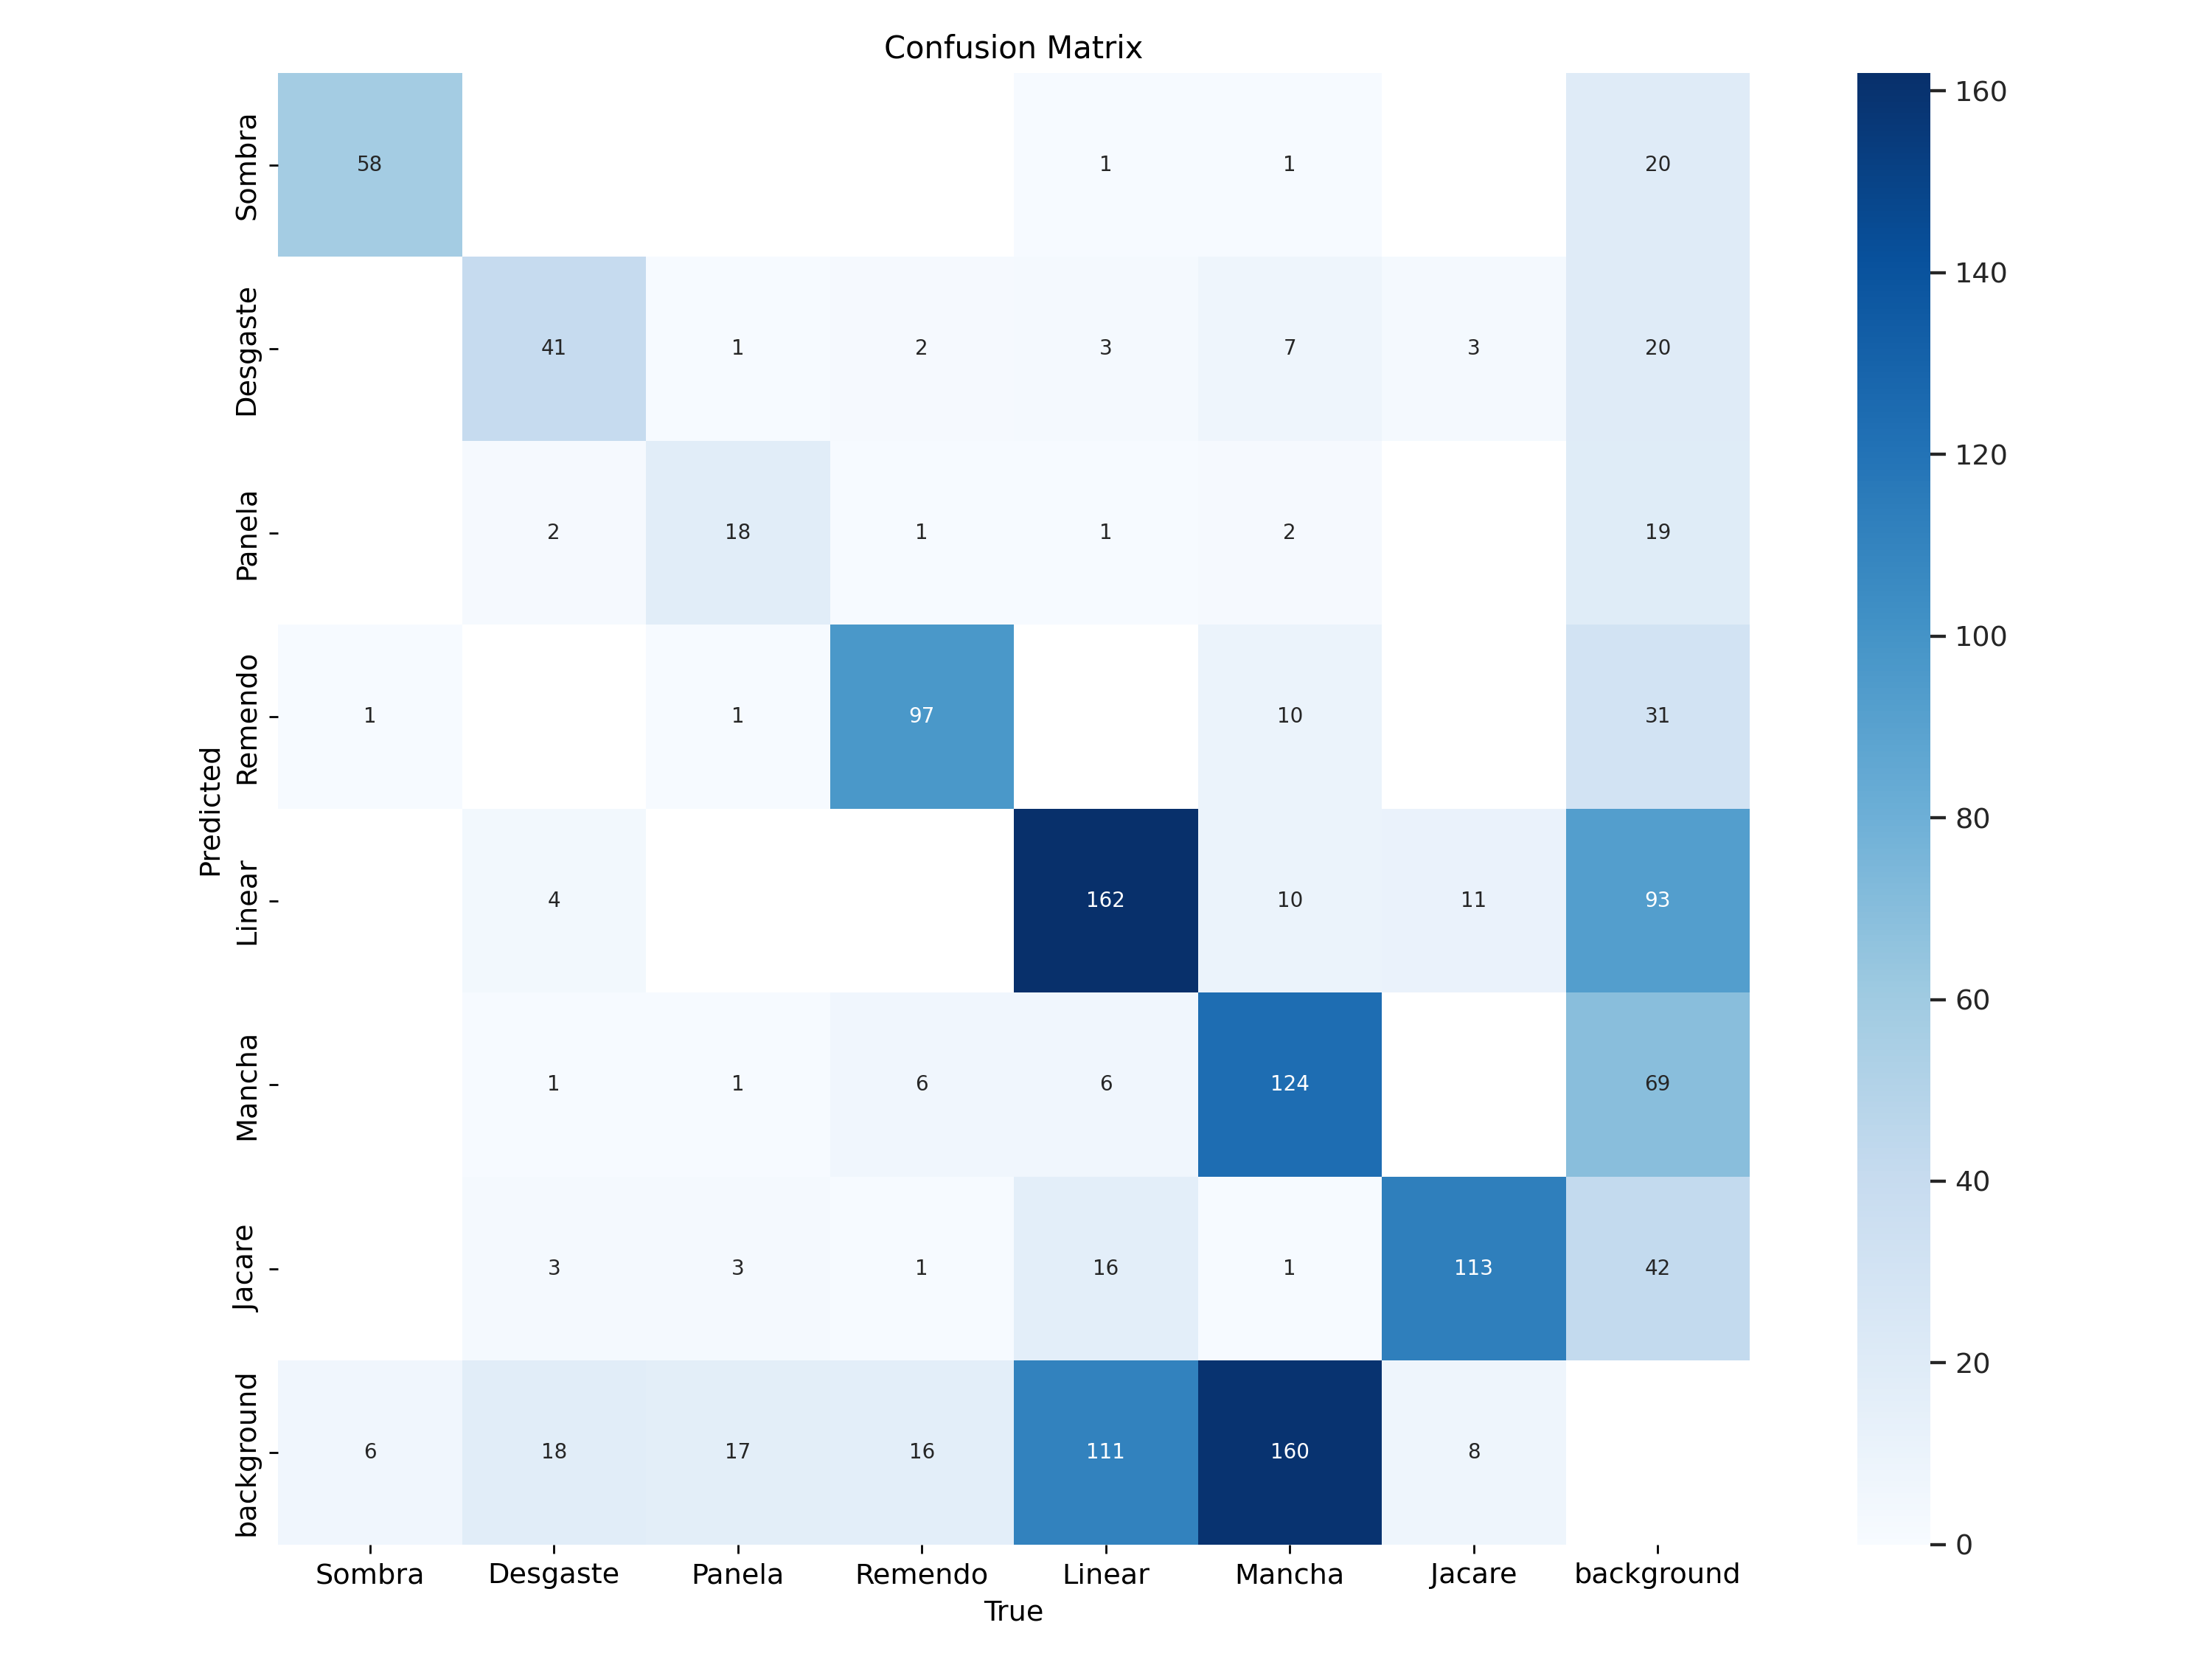 Confusion Matrix
Sombra 58 1 1 20
Desgaste 41 1 2 3 7 3 20
Panela 2 18 1 1 2 19
Remendo 1 1 97 10 31
Linear 4 162 10 11 93
Mancha 1 1 6 6 124 69
Jacare 3 3 1 16 1 113 42
background 6 18 17 16 111 160 8
Predicted
Sombra Desgaste Panela Remendo Linear Mancha Jacare background
True
160
140
120
100
80
60
40
20
0